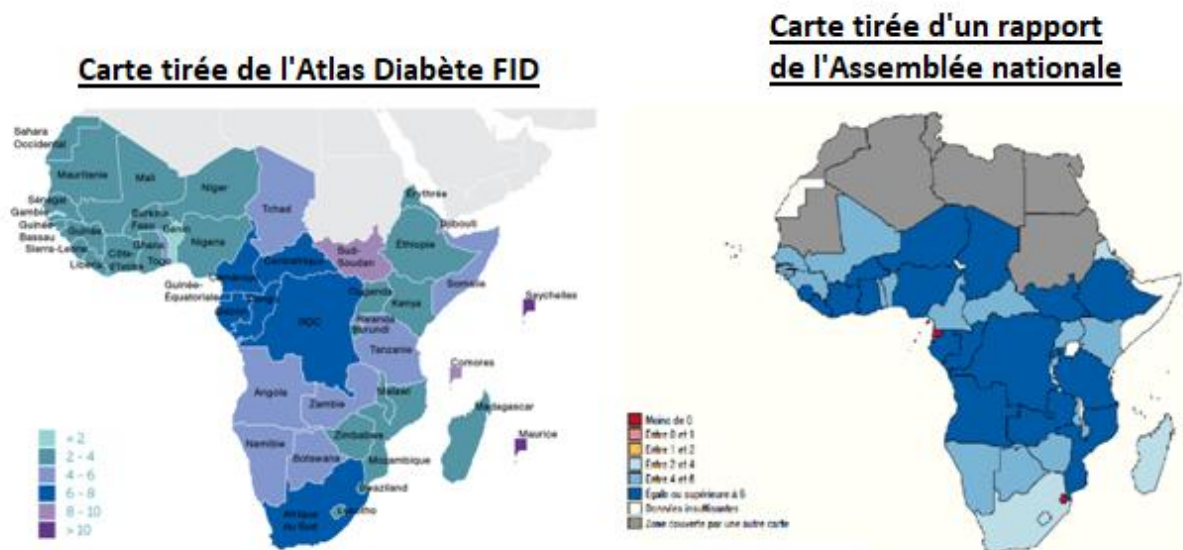 Carte tirée de l'Atlas Diabète FID
Carte tirée d'un rapport
de l'Assemblée nationale
Sahara
Occidental
Mauritanie
Mali
Niger
Tchad
Erythrée
Sénégal
Gambie
Guinée-
Bassau
Guinée
Burkina
Faso
Bénin
Nigeria
Djibouti
Ethiopie
Sierra-Leone
Côte-
Ghana
Togo
Liberia
Centrafrique
Sud-
Soudan
Cameroun
Guinée-
Équatoriale
Congo
Gabon
RDC
Ouganda
Kenya
Somalie
Seychelles
Rwanda
Burundi
Tanzanie
Comores
Angola
Zambie
Malawi
Madagascar
Zimbabwe
Maurice
Namibie
Botswana
Mozambique
Swaziland
Afrique
du Sud
Lesotho
< 2
2 - 4
4 - 6
6 - 8
8 - 10
> 10
Moins de 0
Entre 0 et 1
Entre 1 et 2
Entre 2 et 4
Entre 4 et 6
Égale ou supérieure à 6
Données insuffisantes
Zone couverte par une autre carte